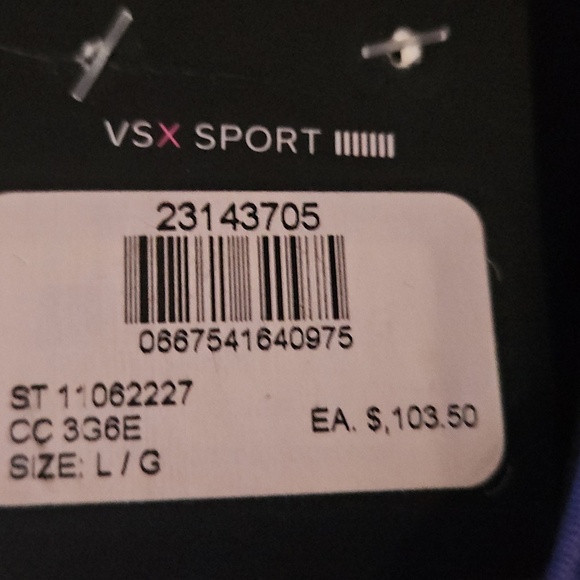 VSX SPORT
23143705
0667541640975
ST 11062227
CC 3G6E
EA. $,103.50
SIZE: L / G